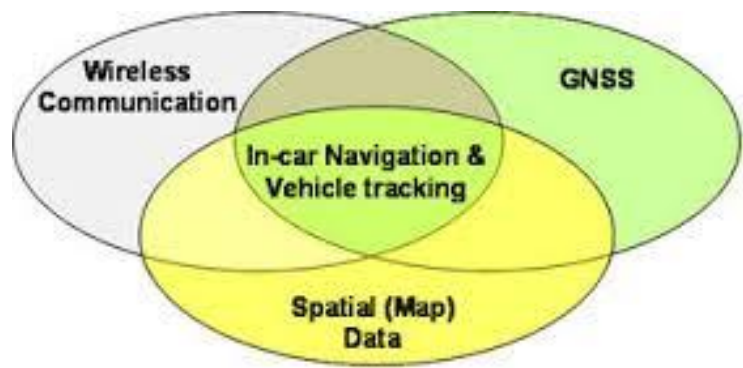 Wireless
Communication
GNSS
In-car Navigation &
Vehicle tracking
Spatial (Map)
Data